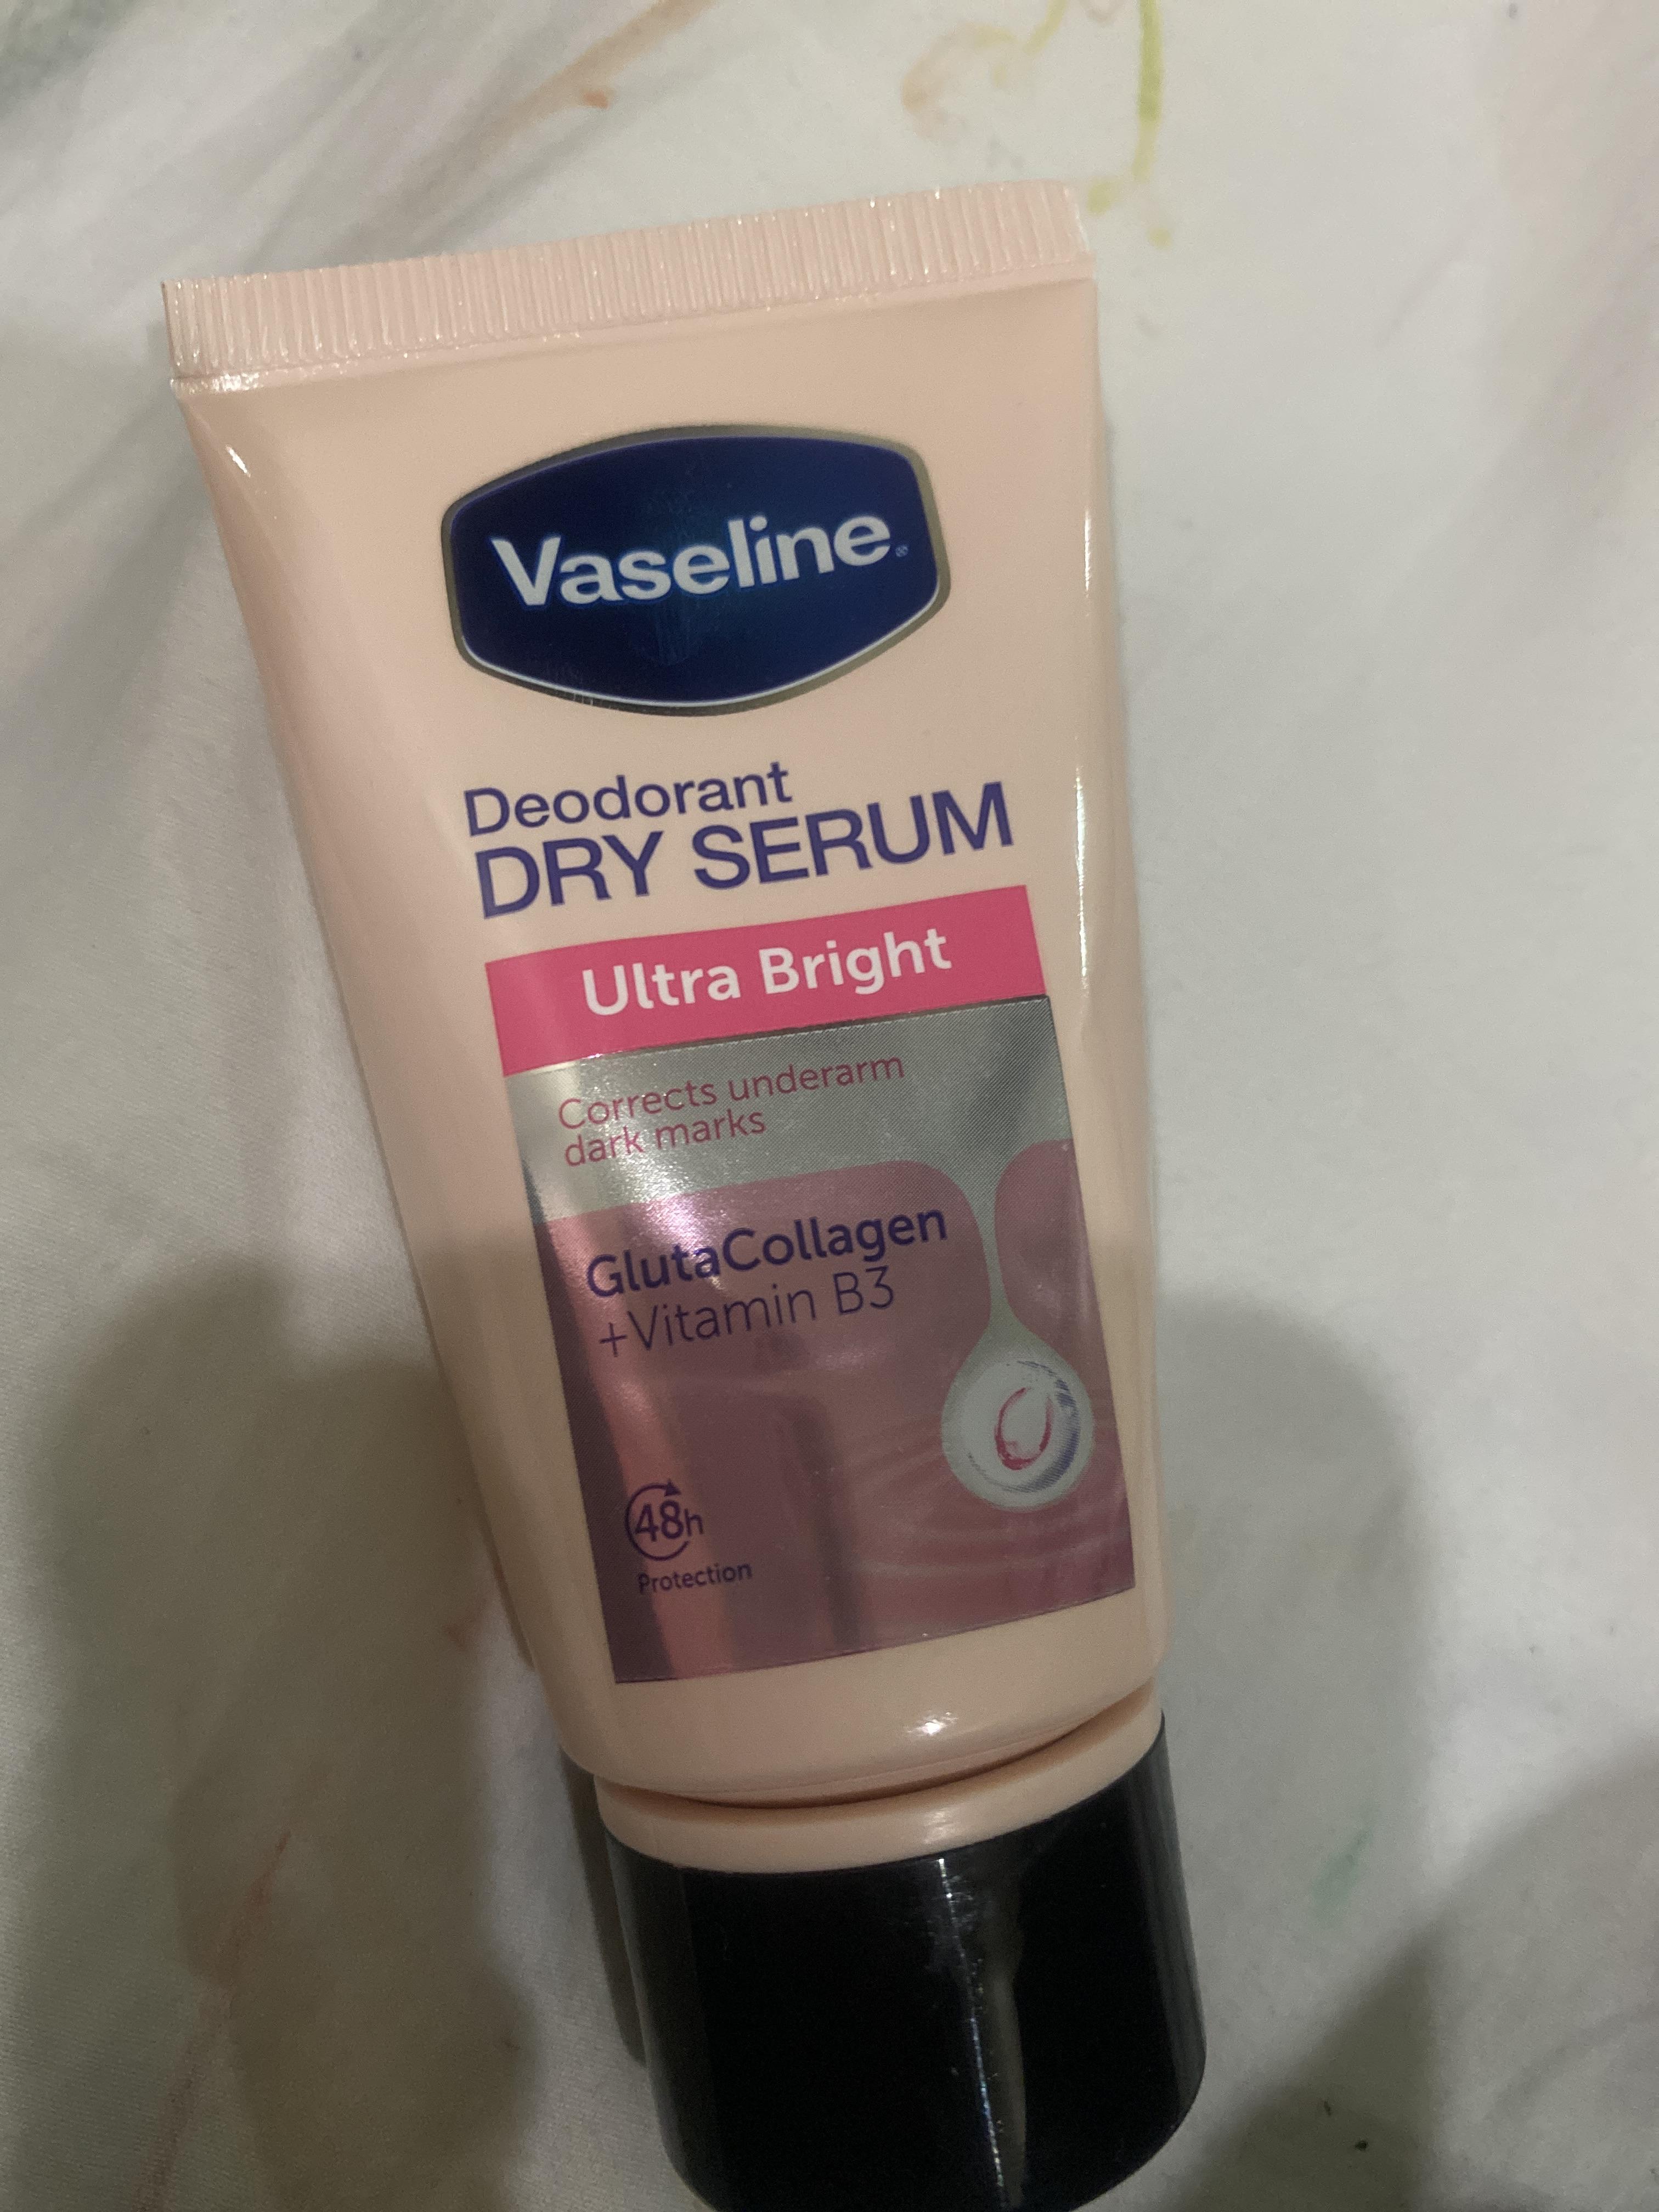 Vaseline®
Deodorant
DRY SERUM
Ultra Bright
Corrects underarm
dark marks
GlutaCollagen
+Vitamin B3
48h
Protection